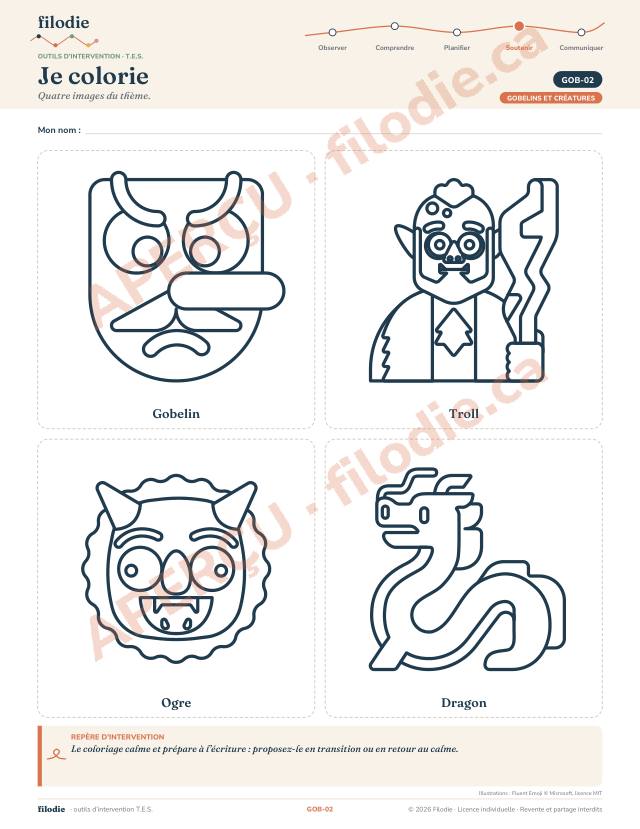 filodie
OUTILS D'INTERVENTION · T.E.S.
Je colorie
Quatre images du thème.
Observer
Comprendre
Planifier
Soutenir
Communiquer
GOB-02
GOBELINS ET CRÉATURES
Mon nom :
APERÇU · filodie.ca
Gobelin
Troll
APERÇU · filodie.ca
Ogre
Dragon
REPÈRE D'INTERVENTION
Le coloriage calme et prépare à l'écriture : proposez-le en transition ou en retour au calme.
Illustrations : Fluent Emoji © Microsoft, licence MIT
filodie · outils d'intervention T.E.S.
GOB-02
© 2026 Filodie · Licence individuelle · Revente et partage interdits